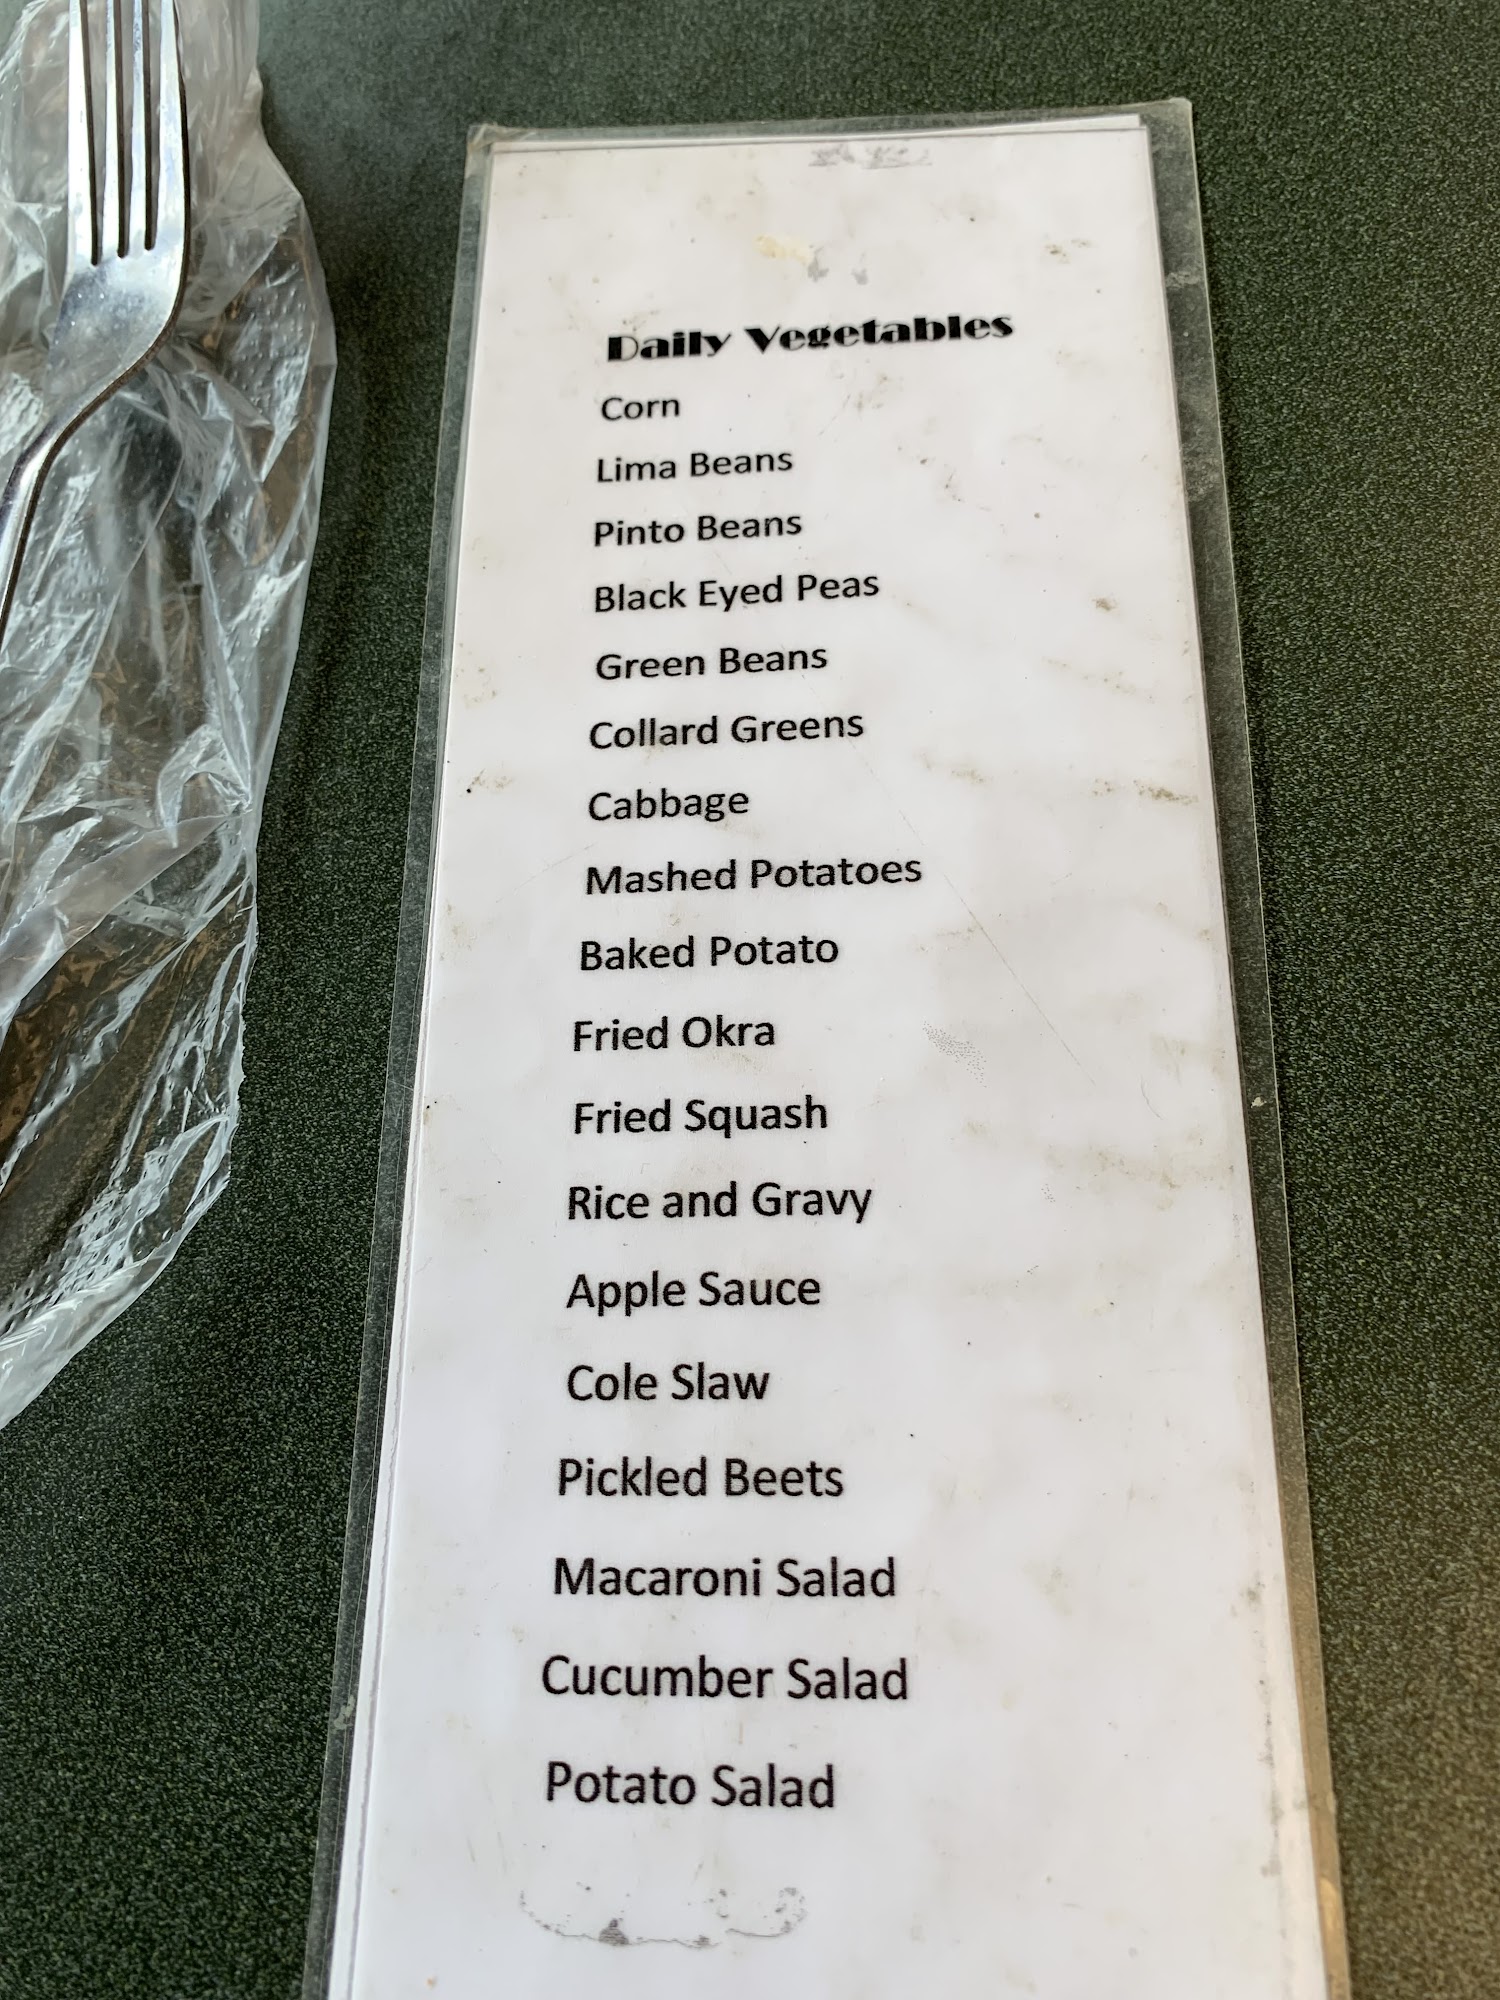 Daily Vegetables
Corn
Lima Beans
Pinto Beans
Black Eyed Peas
Green Beans
Collard Greens
Cabbage
Mashed Potatoes
Baked Potato
Fried Okra
Fried Squash
Rice and Gravy
Apple Sauce
Cole Slaw
Pickled Beets
Macaroni Salad
Cucumber Salad
Potato Salad